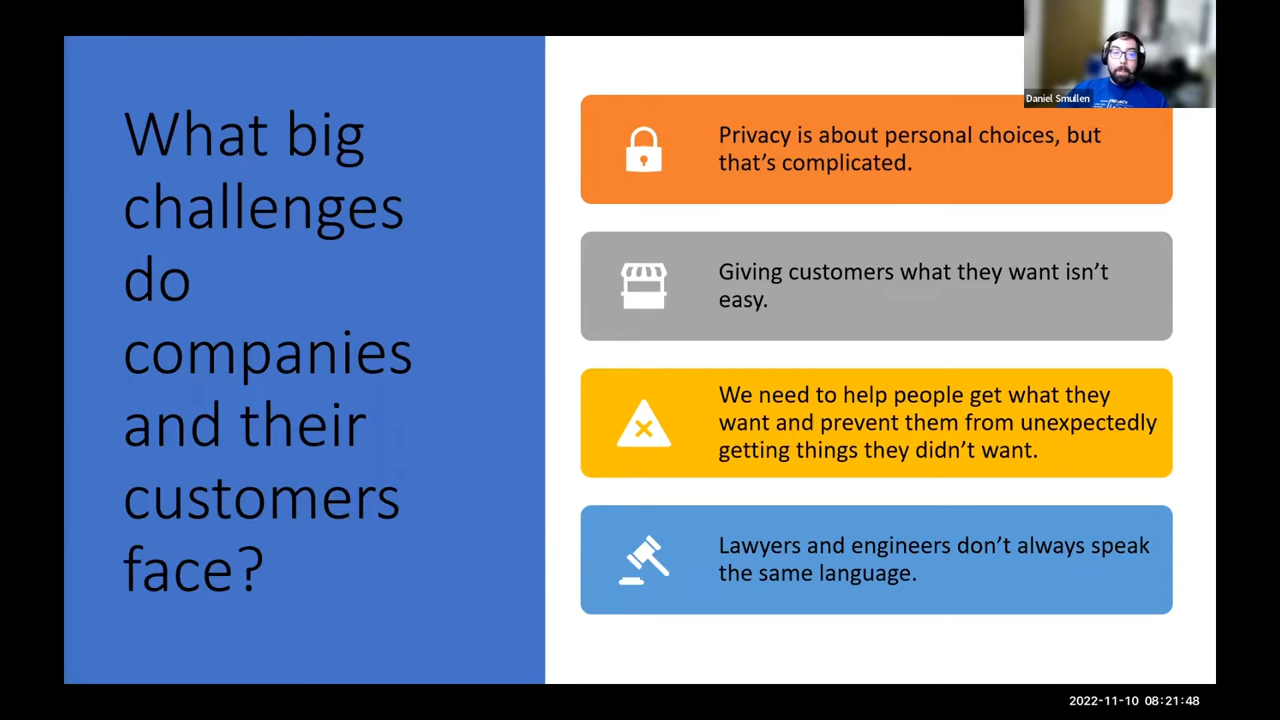 What big
challenges
do
companies
and their
customers
face?
Privacy is about personal choices, but
that's complicated.
Giving customers what they want isn't
easy.
We need to help people get what they
want and prevent them from unexpectedly
getting things they didn't want.
Lawyers and engineers don't always speak
the same language.
Daniel Smullen
2022-11-10 08:21:48